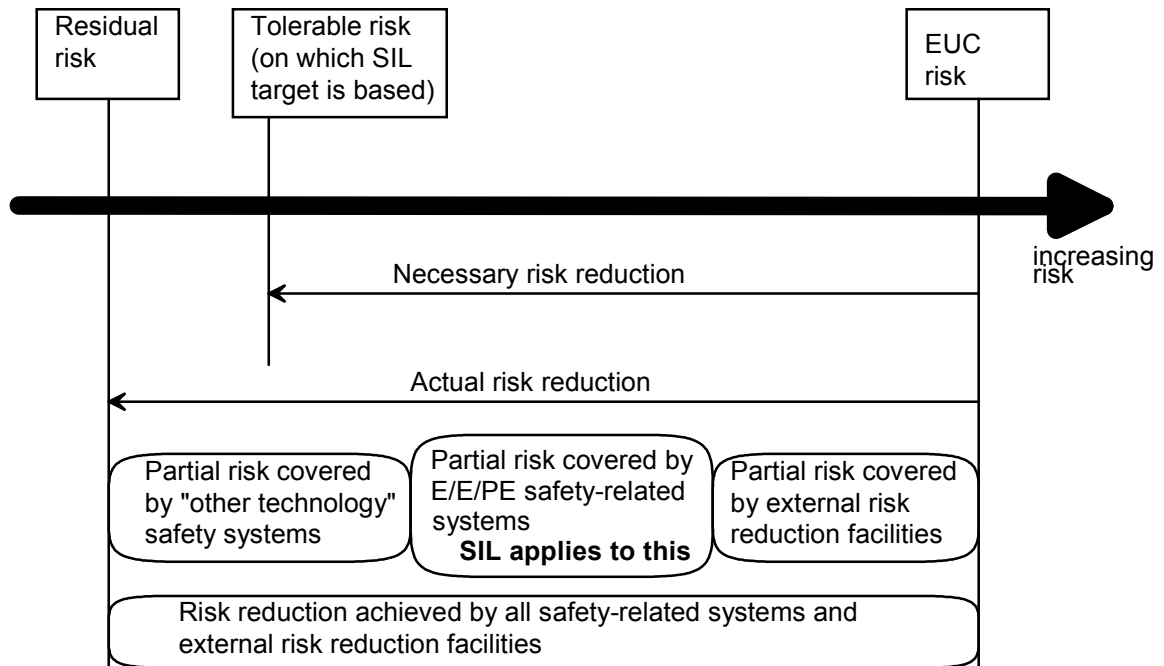 Residual
risk
Tolerable risk
(on which SIL
target is based)
EUC
risk
increasing
risk
Necessary risk reduction
Actual risk reduction
Partial risk covered
by "other technology"
safety systems
Partial risk covered by
E/E/PE safety-related
systems
SIL applies to this
Partial risk covered
by external risk
reduction facilities
Risk reduction achieved by all safety-related systems and
external risk reduction facilities